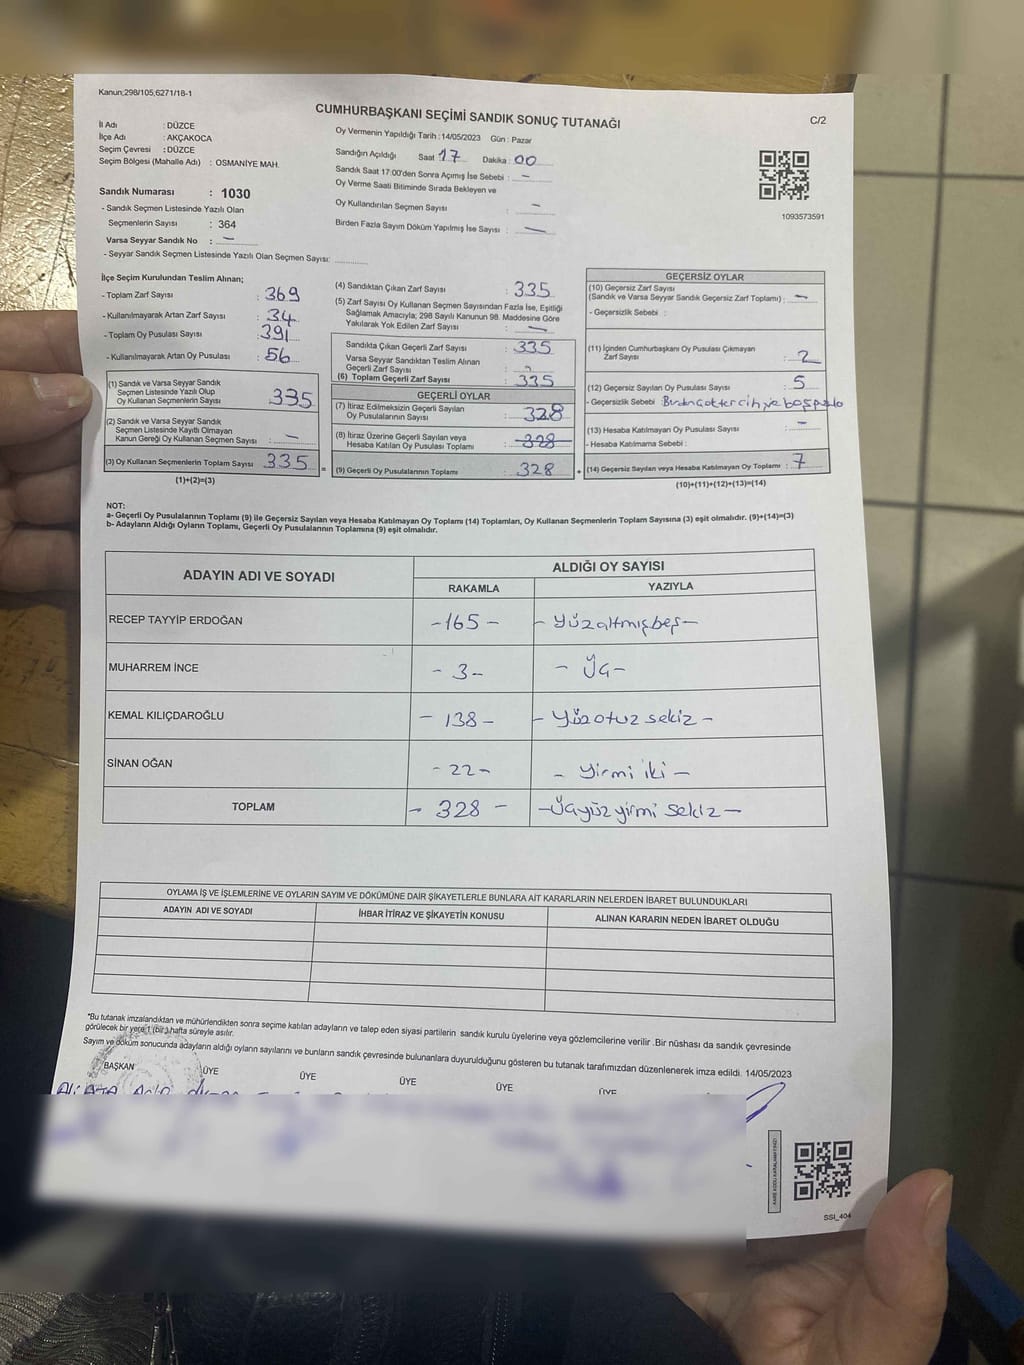 Kanun:298/105,6271/18-1
CUMHURBAŞKANI SEÇİMİ SANDIK SONUÇ TUTANAĞI
C/2
İl Adı : DÜZCE
İlçe Adı : AKÇAKOCA
Seçim Çevresi : DÜZCE
Seçim Bölgesi (Mahalle Adı) : OSMANİYE MAH.
Sandık Numarası : 1030
- Sandık Seçmen Listesinde Yazılı Olan
Seçmenlerin Sayısı : 364
Varsa Seyyar Sandık No : —
- Seyyar Sandık Seçmen Listesinde Yazılı Olan Seçmen Sayısı:
Oy Vermenin Yapıldığı Tarih : 14/05/2023 Gün : Pazar
Sandığın Açıldığı Saat 17 Dakika : 00
Sandık Saat 17:00'den Sonra Açımış İse Sebebi : —
Oy Verme Saati Bitiminde Sırada Bekleyen ve
Oy Kullandırılan Seçmen Sayısı : —
Birden Fazla Sayım Döküm Yapılmış İse Sayısı : —
1093573591
İlçe Seçim Kurulundan Teslim Alınan;
- Toplam Zarf Sayısı : 369
- Kullanılmayarak Artan Zarf Sayısı : 34
- Toplam Oy Pusulası Sayısı : 391
- Kullanılmayarak Artan Oy Pusulası : 56
(1) Sandık ve Varsa Seyyar Sandık
Seçmen Listesinde Yazılı Olup
Oy Kullanan Seçmenlerin Sayısı : 335
(2) Sandık ve Varsa Seyyar Sandık
Seçmen Listesinde Kayıtlı Olmayan
Kanun Gereği Oy Kullanan Seçmen Sayısı : —
(3) Oy Kullanan Seçmenlerin Toplam Sayısı : 335
(1)+(2)=(3)
=
(4) Sandıktan Çıkan Zarf Sayısı : 335
(5) Zarf Sayısı Oy Kullanan Seçmen Sayısından Fazla İse, Eşitliği
Sağlamak Amacıyla; 298 Sayılı Kanunun 98. Maddesine Göre
Yakılarak Yok Edilen Zarf Sayısı : —
Sandıkta Çıkan Geçerli Zarf Sayısı : 335
Varsa Seyyar Sandıktan Teslim Alınan
Geçerli Zarf Sayısı :
(6) Toplam Geçerli Zarf Sayısı : 335
GEÇERLİ OYLAR
(7) İtiraz Edilmeksizin Geçerli Sayılan
Oy Pusulalarının Sayısı : 328
(8) İtiraz Üzerine Geçerli Sayılan veya
Hesaba Katılan Oy Pusulası Toplamı : 328
(9) Geçerli Oy Pusulalarının Toplamı : 328
+
GEÇERSİZ OYLAR
(10) Geçersiz Zarf Sayısı
(Sandık ve Varsa Seyyar Sandık Geçersiz Zarf Toplamı) : —
- Geçersizlik Sebebi :
(11) İçinden Cumhurbaşkanı Oy Pusulası Çıkmayan
Zarf Sayısı : 2
(12) Geçersiz Sayılan Oy Pusulası Sayısı : 5
- Geçersizlik Sebebi :
(13) Hesaba Katılmayan Oy Pusulası Sayısı : —
- Hesaba Katılmama Sebebi :
(14) Geçersiz Sayılan veya Hesaba Katılmayan Oy Toplamı : 7
(10)+(11)+(12)+(13)=(14)
NOT:
a- Geçerli Oy Pusulalarının Toplamı (9) ile Geçersiz Sayılan veya Hesaba Katılmayan Oy Toplamı (14) Toplamları, Oy Kullanan Seçmenlerin Toplam Sayısına (3) eşit olmalıdır. (9)+(14)=(3)
b- Adayların Aldığı Oyların Toplamı, Geçerli Oy Pusulalarının Toplamına (9) eşit olmalıdır.
ADAYIN ADI VE SOYADI
ALDIĞI OY SAYISI
RAKAMLA YAZIYLA
RECEP TAYYİP ERDOĞAN -165- - Yüzaltmışbeş -
MUHARREM İNCE - 3 - - Üç -
KEMAL KILIÇDAROĞLU - 138 - - Yüzotuz sekiz -
SİNAN OĞAN - 22 - - Yirmi iki -
TOPLAM - 328 - - Üçyüz yirmi sekiz -
OYLAMA İŞ VE İŞLEMLERİNE VE OYLARIN SAYIM VE DÖKÜMÜNE DAİR ŞİKAYETLERLE BUNLARA AİT KARARLARIN NELERDEN İBARET BULUNDUKLARI
ADAYIN ADI VE SOYADI İHBAR İTİRAZ VE ŞİKAYETİN KONUSU ALINAN KARARIN NEDEN İBARET OLDUĞU
"Bu tutanak imzalandıktan ve mühürlendikten sonra seçime katılan adayların ve talep eden siyasi partilerin sandık kurulu üyelerine veya gözlemcilerine verilir .Bir nüshası da sandık çevresinde
görülecek bir yere 1 (bir ) hafta süreyle asılır.
Sayım ve döküm sonucunda adayların aldığı oyların sayılarını ve bunların sandık çevresinde bulunanlara duyurulduğunu gösteren bu tutanak tarafımızdan düzenlenerek imza edildi. 14/05/2023
BAŞKAN ÜYE ÜYE ÜYE ÜYE ÜYE
SSI_404